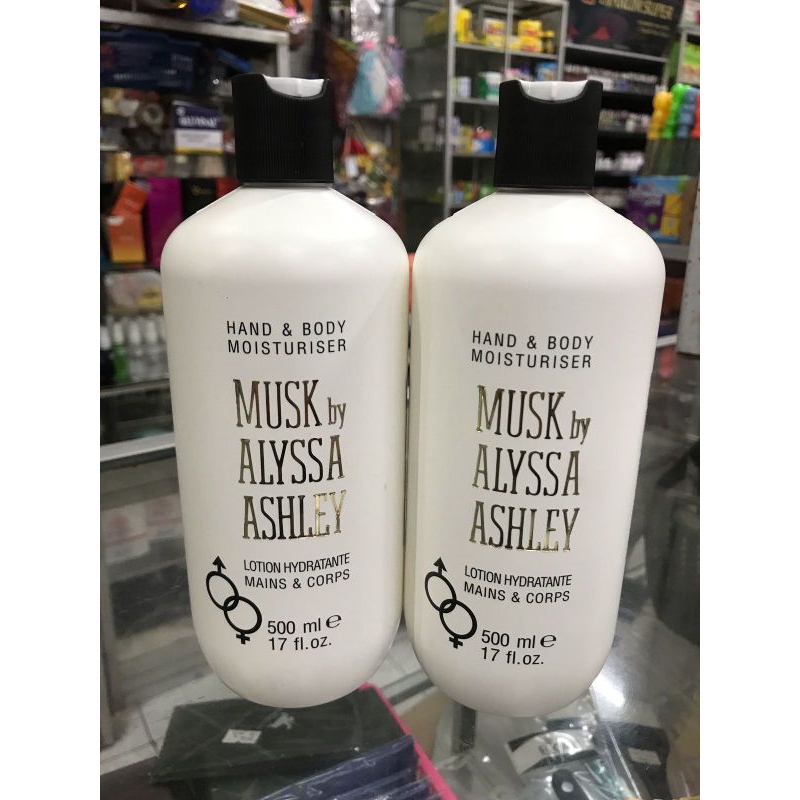 HAND & BODY
MOISTURISER
MUSK by
ALYSSA
ASHLEY
LOTION HYDRATANTE
MAINS & CORPS
500 ml e
17 fl.oz.
HAND & BODY
MOISTURISER
MUSK by
ALYSSA
ASHLEY
LOTION HYDRATANTE
MAINS & CORPS
500 ml e
17 fl.oz.